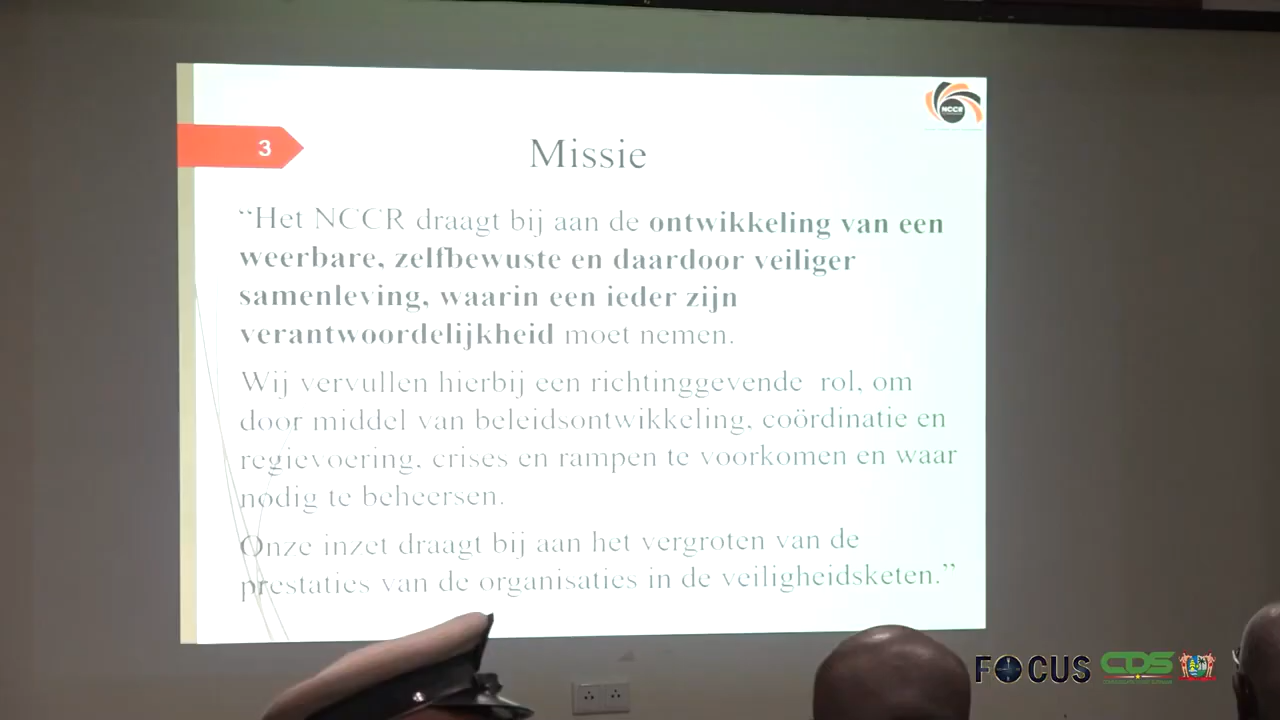 3
NCCR
Missie
“Het NCCR draagt bij aan de ontwikkeling van een
weerbare, zelfbewuste en daardoor veiliger
samenleving, waarin een ieder zijn
verantwoordelijkheid moet nemen.
Wij vervullen hierbij een richtinggevende rol, om
door middel van beleidsontwikkeling, coördinatie en
regievoering, crises en rampen te voorkomen en waar
nodig te beheersen.
Onze inzet draagt bij aan het vergroten van de
prestaties van de organisaties in de veiligheidsketen.”
FOCUS CDS